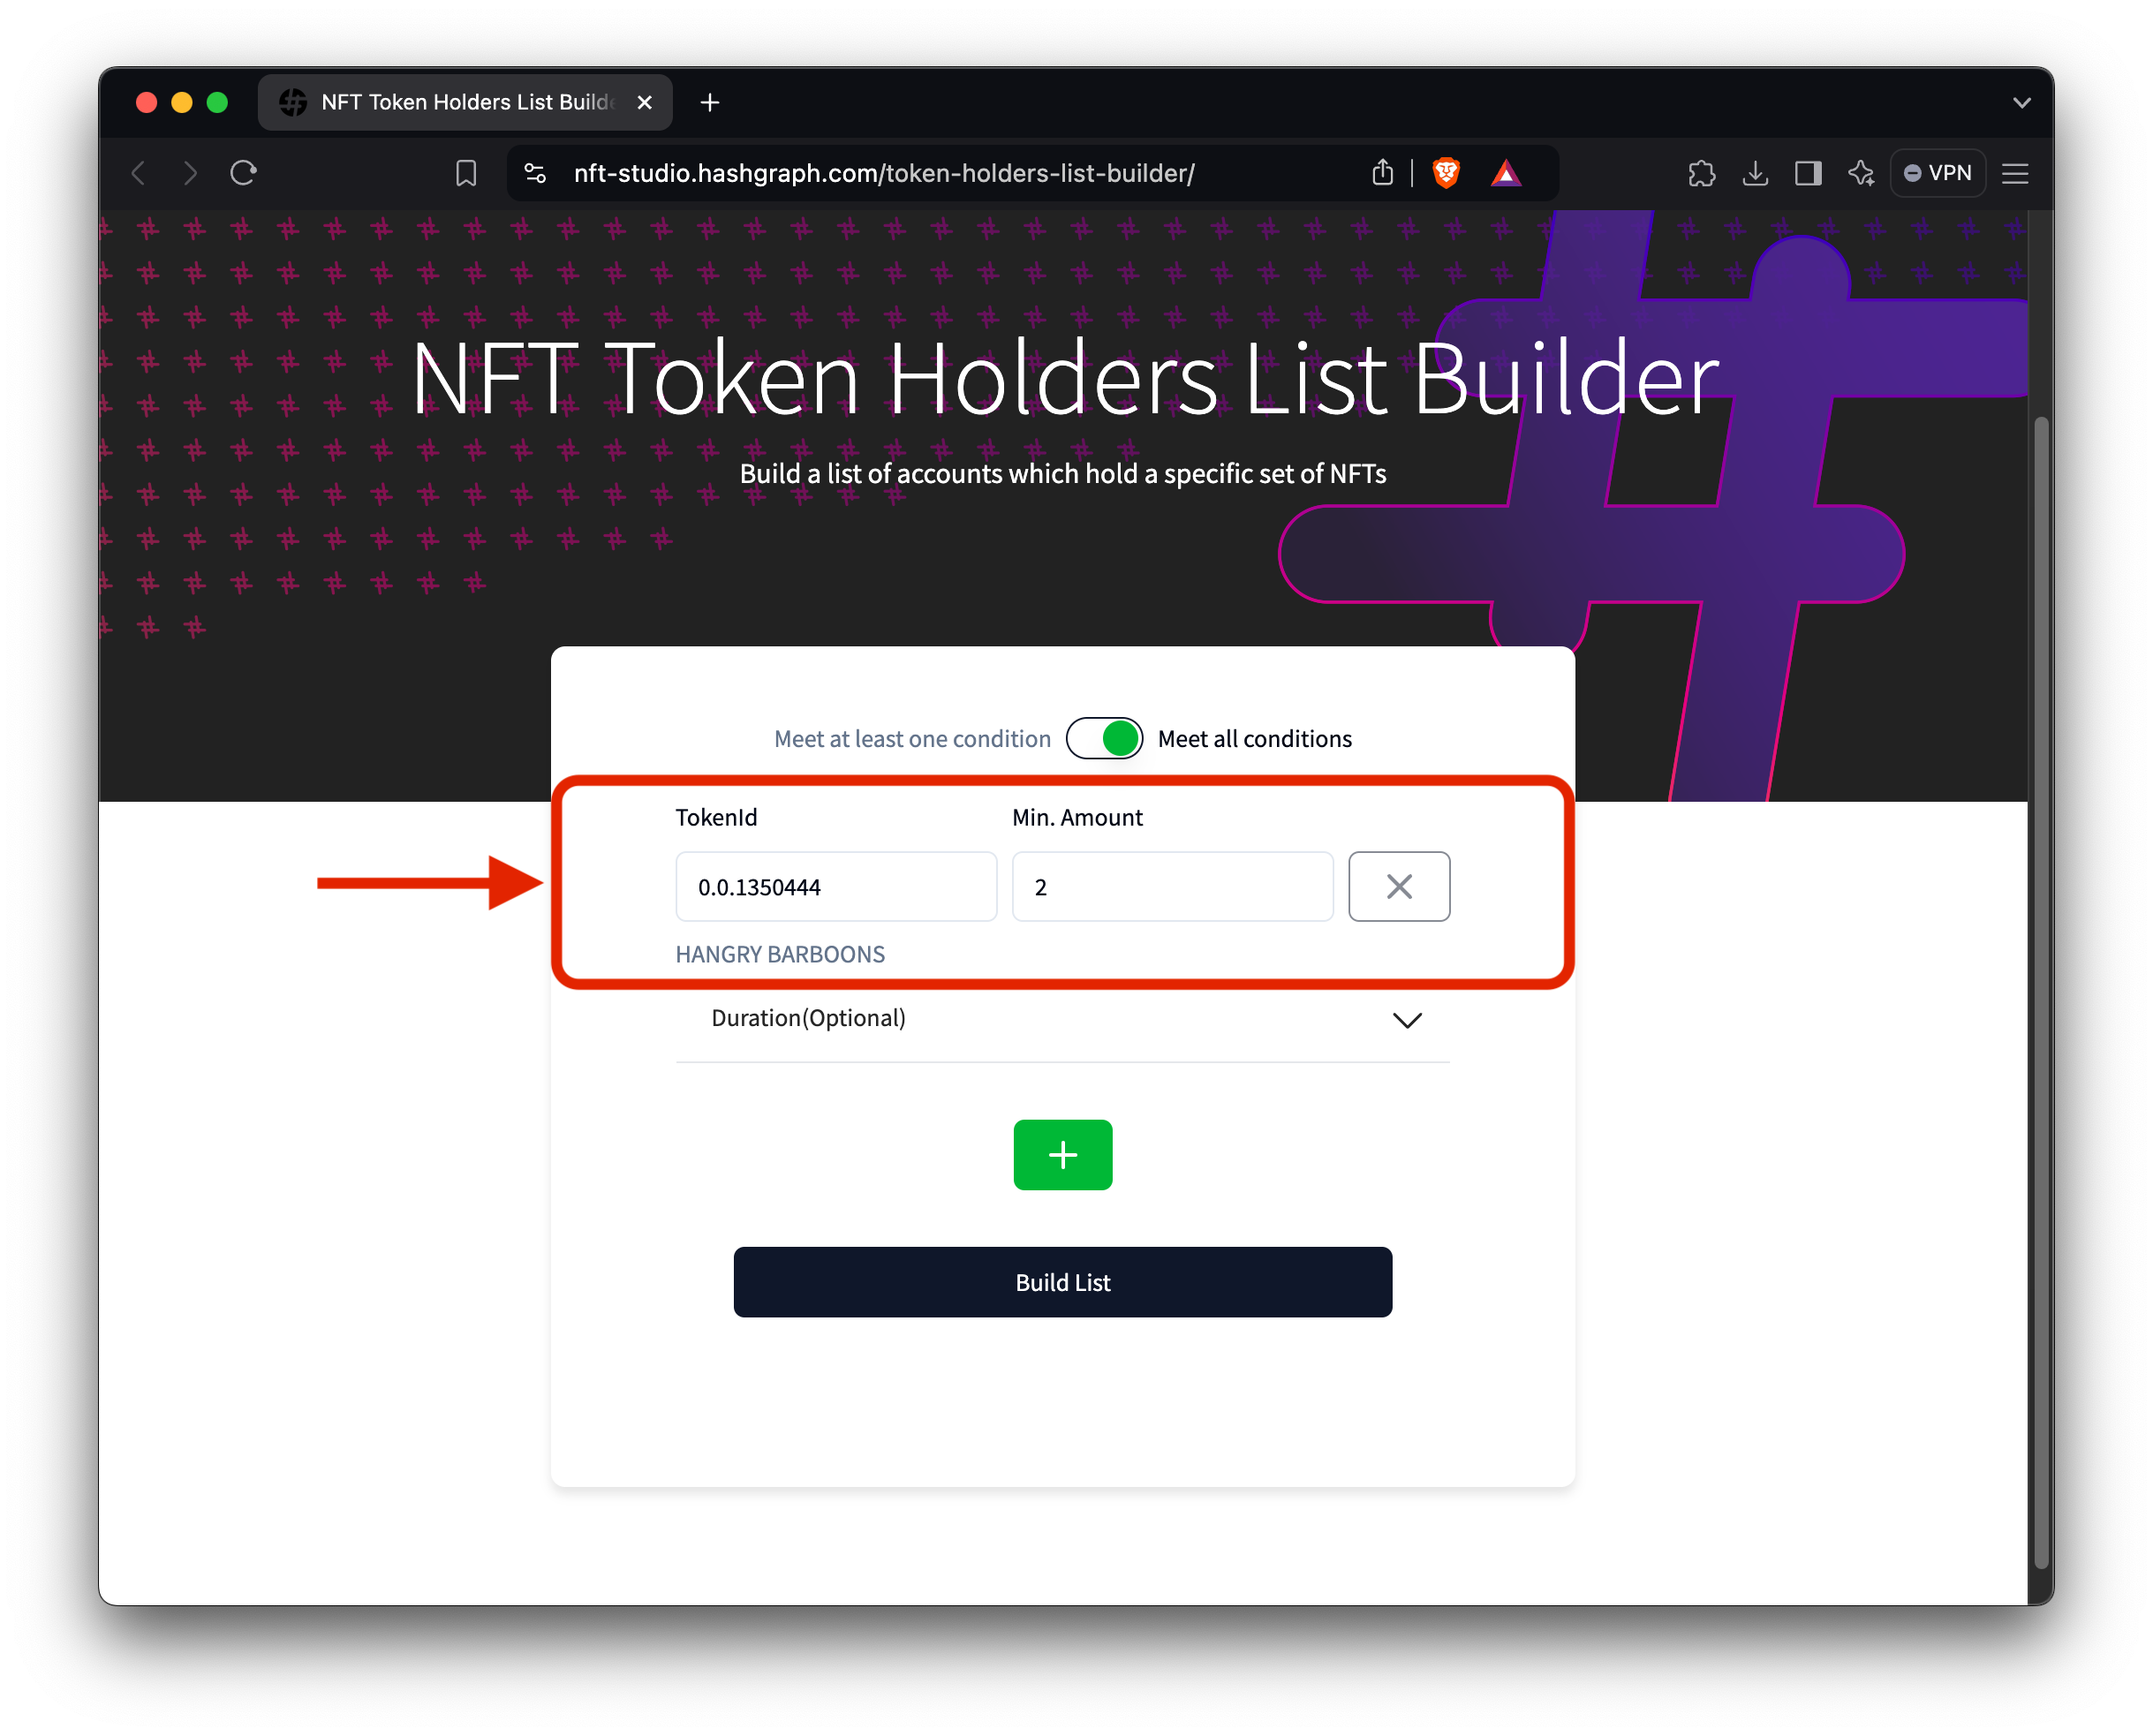 NFT Token Holders List Builde
nft-studio.hashgraph.com/token-holders-list-builder/
VPN
NFT Token Holders List Builder
Build a list of accounts which hold a specific set of NFTs
Meet at least one condition Meet all conditions
TokenId Min. Amount
0.0.1350444 2
HANGRY BARBOONS
Duration(Optional)
Build List